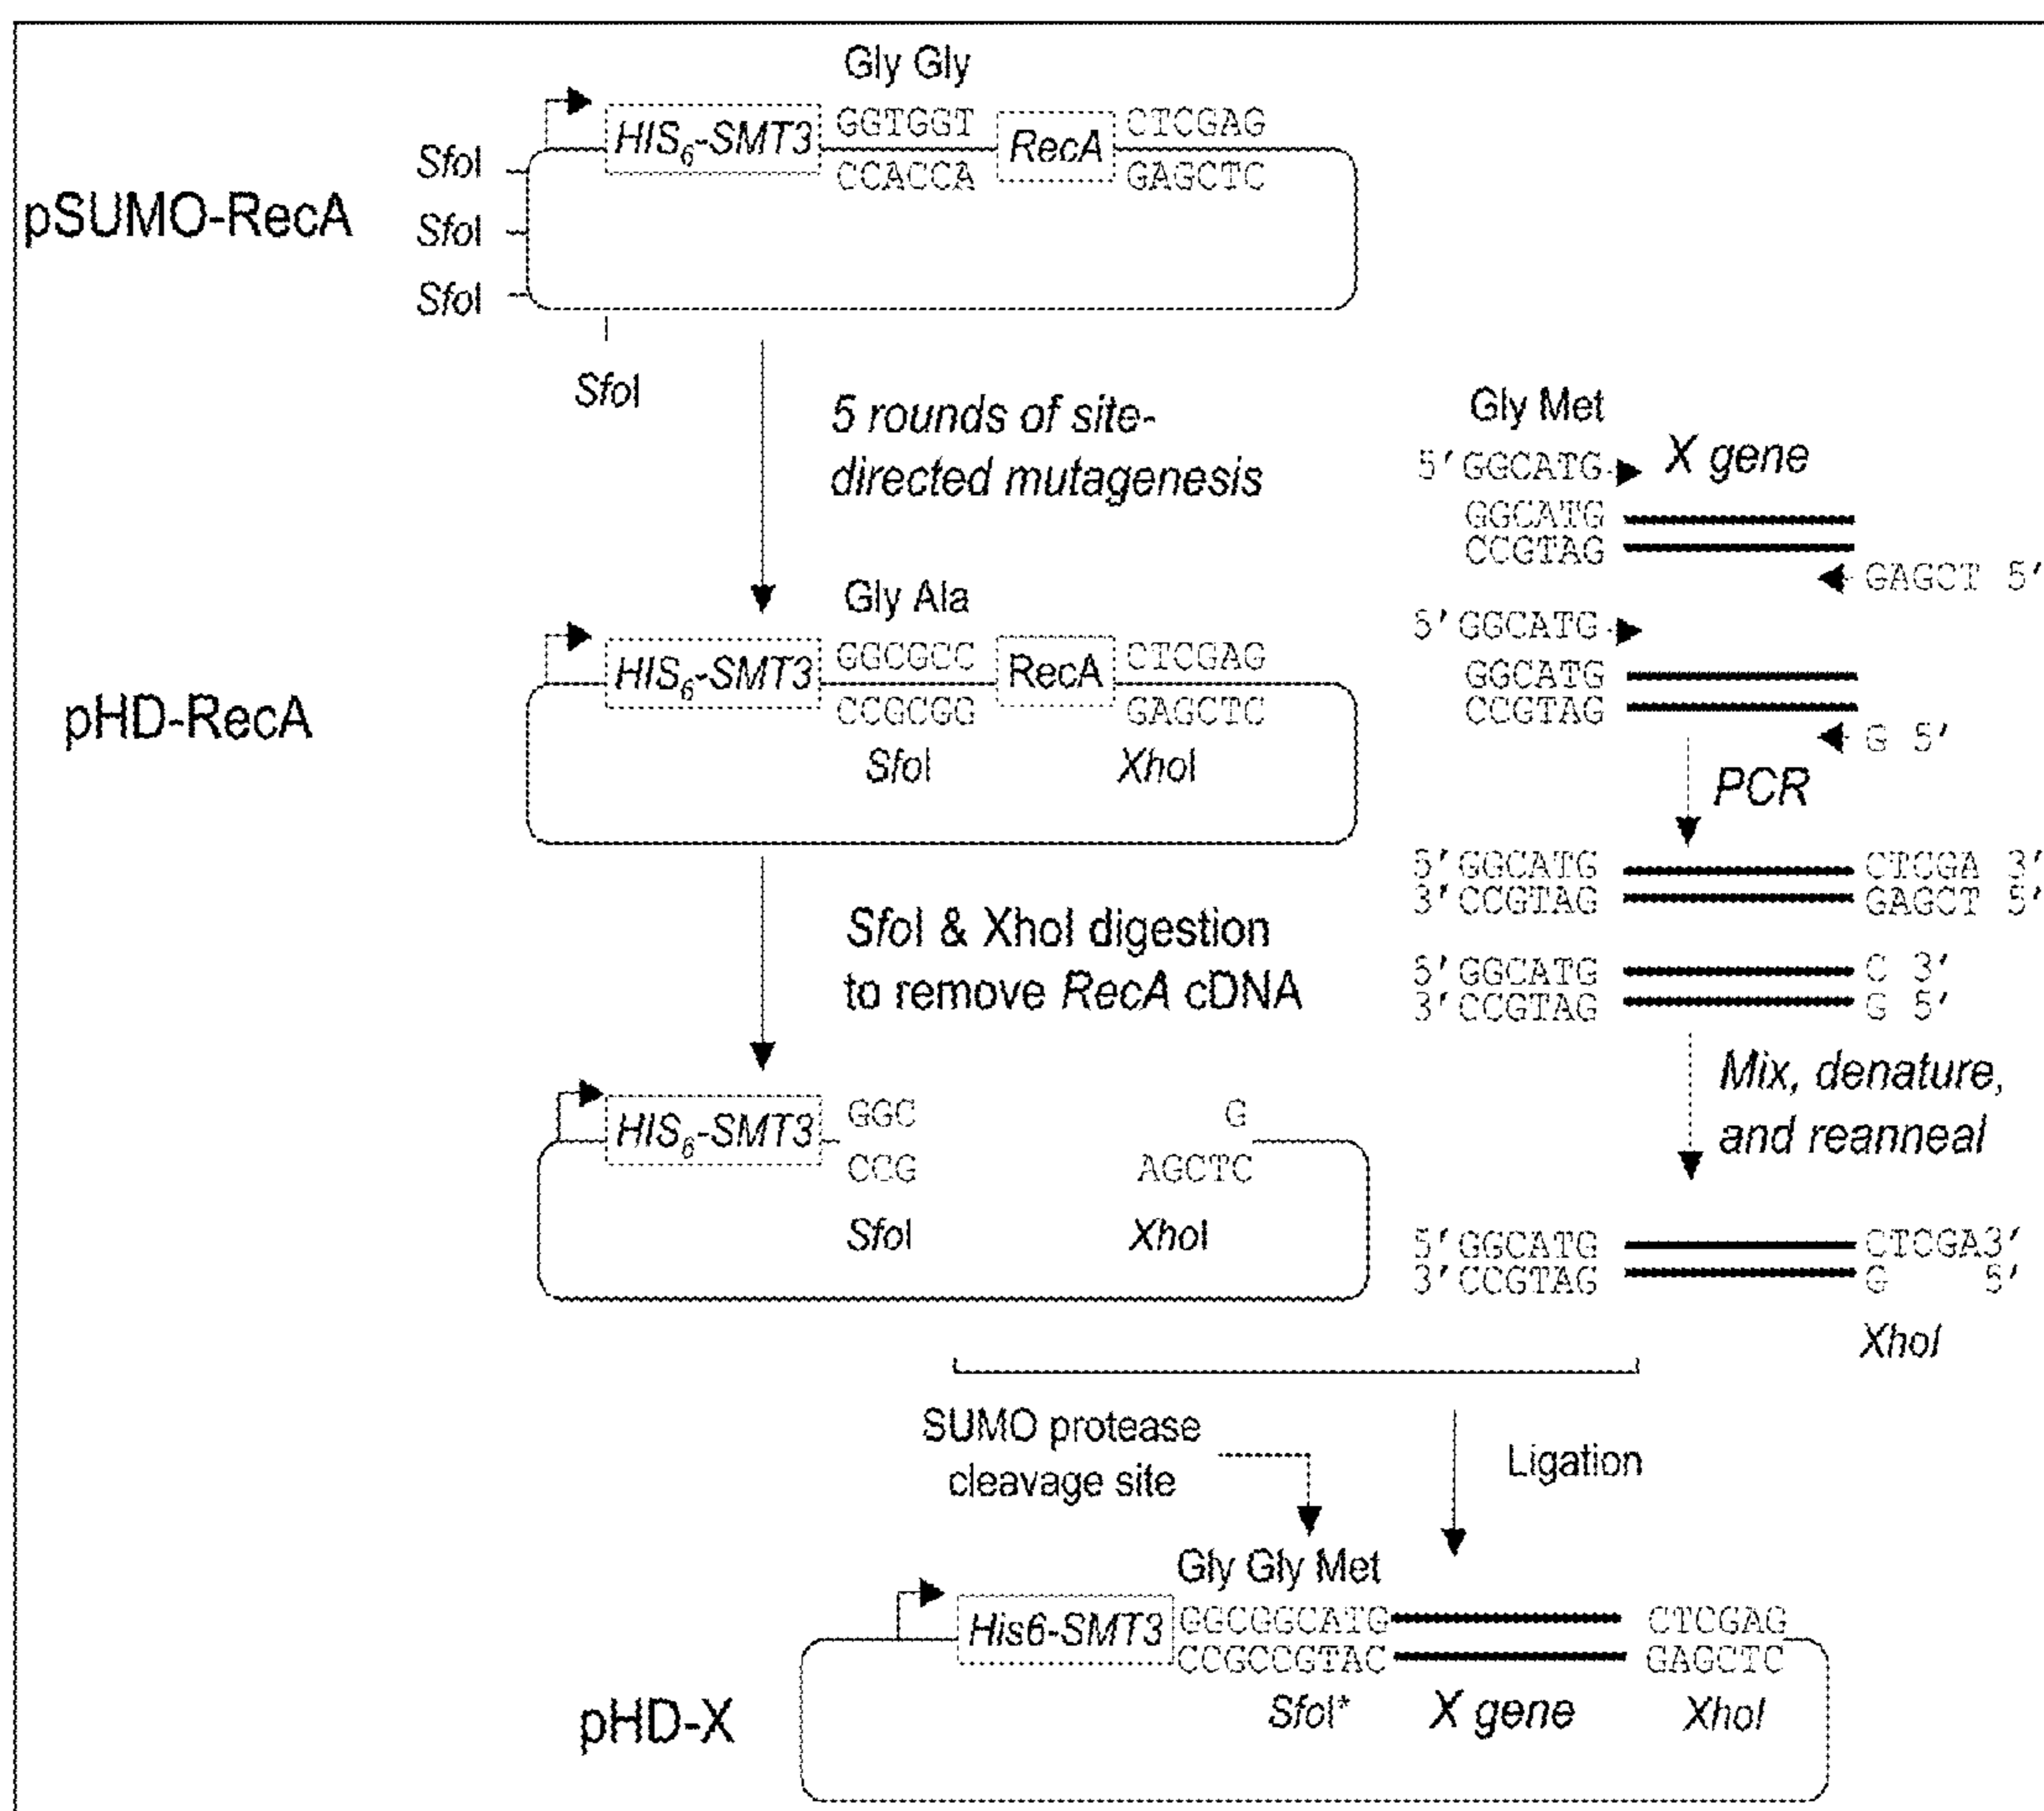 Gly Gly
HIS6-SMT3 GGTGGT RecA CTCGAG
CCACCA GAGCTC
SfoI
pSUMO-RecA
SfoI
SfoI
SfoI
5 rounds of site-
directed mutagenesis
Gly Ala
HIS6-SMT3 GGCGCC RecA CTCGAG
CCGCGG GAGCTC
pHD-RecA
SfoI XhoI
SfoI & XhoI digestion
to remove RecA cDNA
HIS6-SMT3 GGC G
CCG AGCTC
SfoI XhoI
Gly Met
5'GGCATG X gene
GGCATG
CCGTAG
GAGCT 5'
5'GGCATG
GGCATG
CCGTAG
G 5'
PCR
5'GGCATG CTCGA 3'
3'CCGTAG GAGCT 5'
5'GGCATG C 3'
3'CCGTAG G 5'
Mix, denature,
and reanneal
5'GGCATG CTCGA3'
3'CCGTAG G 5'
XhoI
SUMO protease
cleavage site
Ligation
Gly Gly Met
His6-SMT3 GGCGGCATG CTCGAG
CCGCCGTAC GAGCTC
SfoI* X gene XhoI
pHD-X